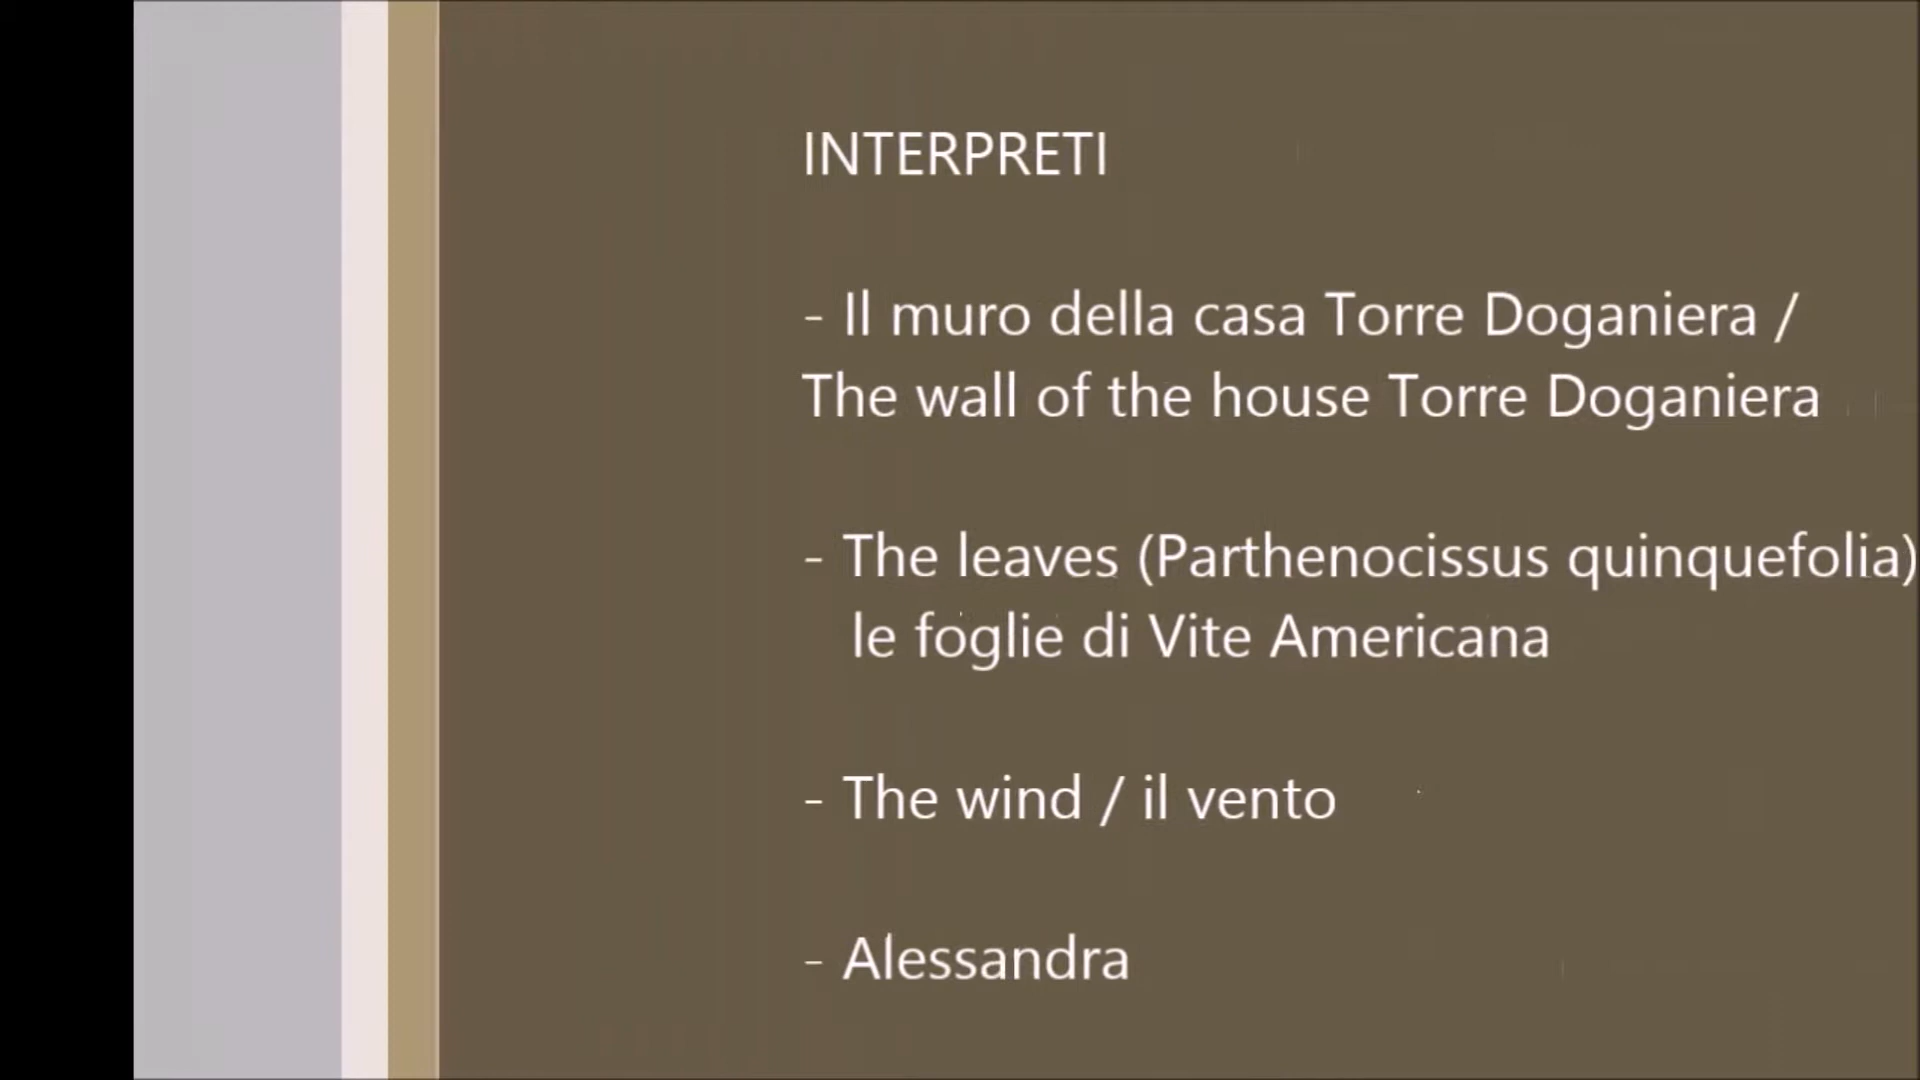 INTERPRETI
- Il muro della casa Torre Doganiera /
The wall of the house Torre Doganiera
- The leaves (Parthenocissus quinquefolia)
le foglie di Vite Americana
- The wind / il vento
- Alessandra